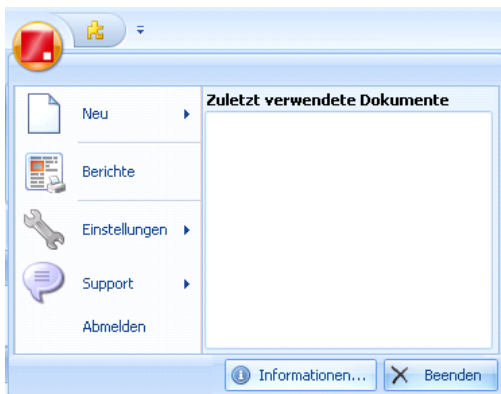 Zuletzt verwendete Dokumente
Neu
Berichte
Einstellungen
Support
Abmelden
Informationen...
Beenden